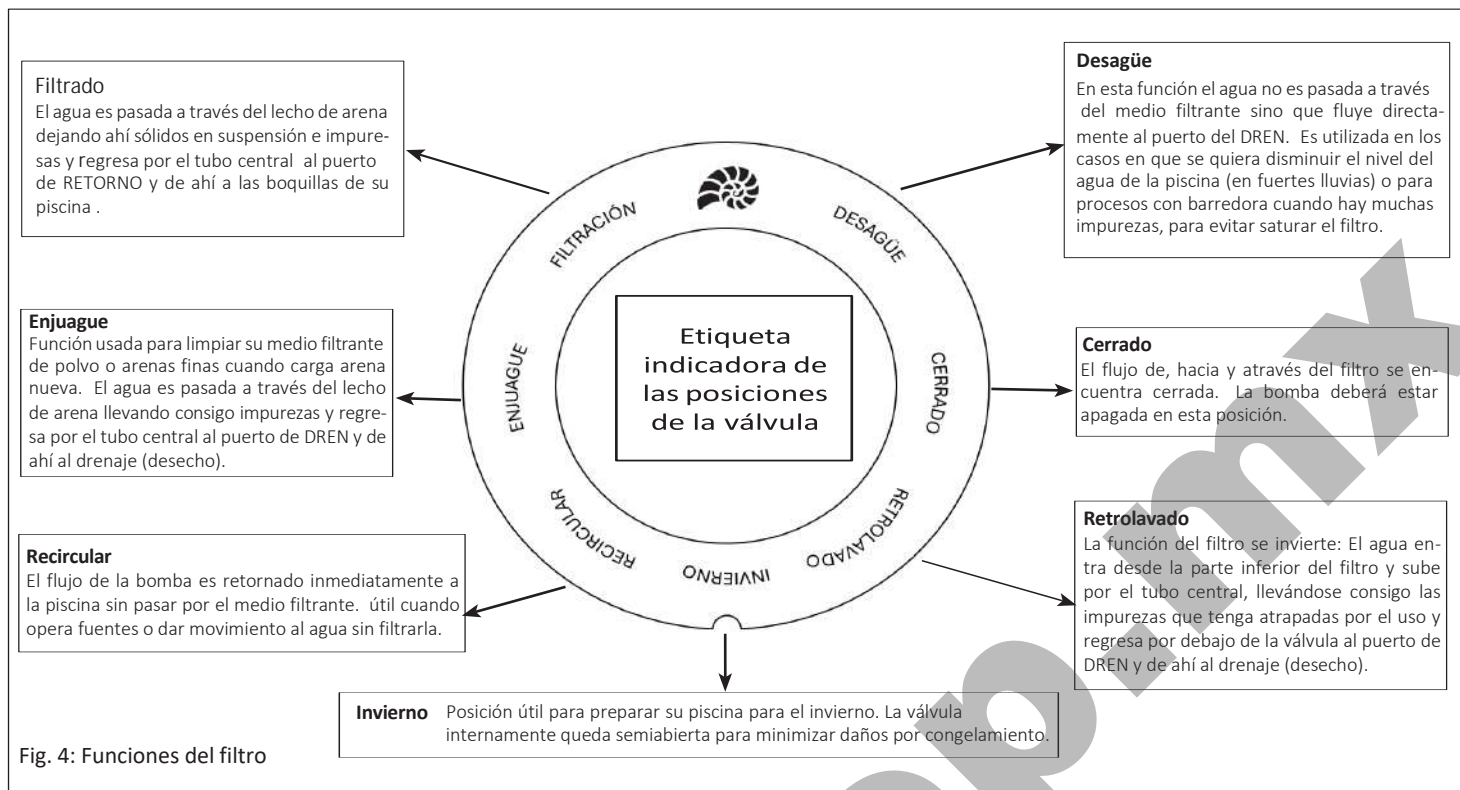 Filtrado
El agua es pasada a través del lecho de arena
dejando ahí sólidos en suspensión e impure-
sas y regresa por el tubo central al puerto
de RETORNO y de ahí a las boquillas de su
piscina .
Desagüe
En esta función el agua no es pasada a través
del medio filtrante sino que fluye directa-
mente al puerto del DREN. Es utilizada en los
casos en que se quiera disminuir el nivel del
agua de la piscina (en fuertes lluvias) o para
procesos con barredora cuando hay muchas
impurezas, para evitar saturar el filtro.
FILTRACIÓN
DESAGÜE
Enjuague
Función usada para limpiar su medio filtrante
de polvo o arenas finas cuando carga arena
nueva. El agua es pasada a través del lecho
de arena llevando consigo impurezas y regre-
sa por el tubo central al puerto de DREN y de
ahí al drenaje (desecho).
ENJUAGUE
Etiqueta
indicadora de
las posiciones
de la válvula
CERRADO
Cerrado
El flujo de, hacia y através del filtro se en-
cuentra cerrada. La bomba deberá estar
apagada en esta posición.
RECIRCULAR
INVIERNO
RETROLAVADO
Recircular
El flujo de la bomba es retornado inmediatamente a
la piscina sin pasar por el medio filtrante. útil cuando
opera fuentes o dar movimiento al agua sin filtrarla.
Retrolavado
La función del filtro se invierte: El agua en-
tra desde la parte inferior del filtro y sube
por el tubo central, llevándose consigo las
impurezas que tenga atrapadas por el uso y
regresa por debajo de la válvula al puerto de
DREN y de ahí al drenaje (desecho).
Invierno Posición útil para preparar su piscina para el invierno. La válvula
internamente queda semiabierta para minimizar daños por congelamiento.
Fig. 4: Funciones del filtro
p.mx